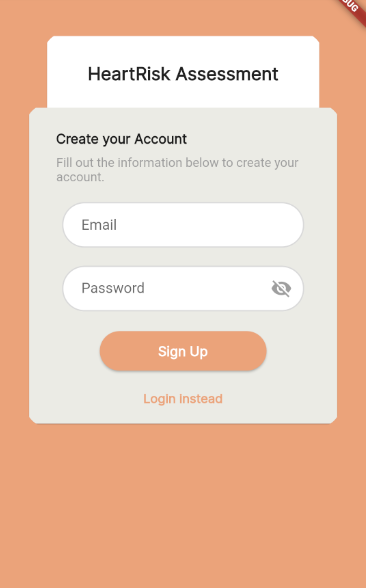 HeartRisk Assessment
Create your Account
Fill out the information below to create your
account.
Email
Password
Sign Up
Login instead